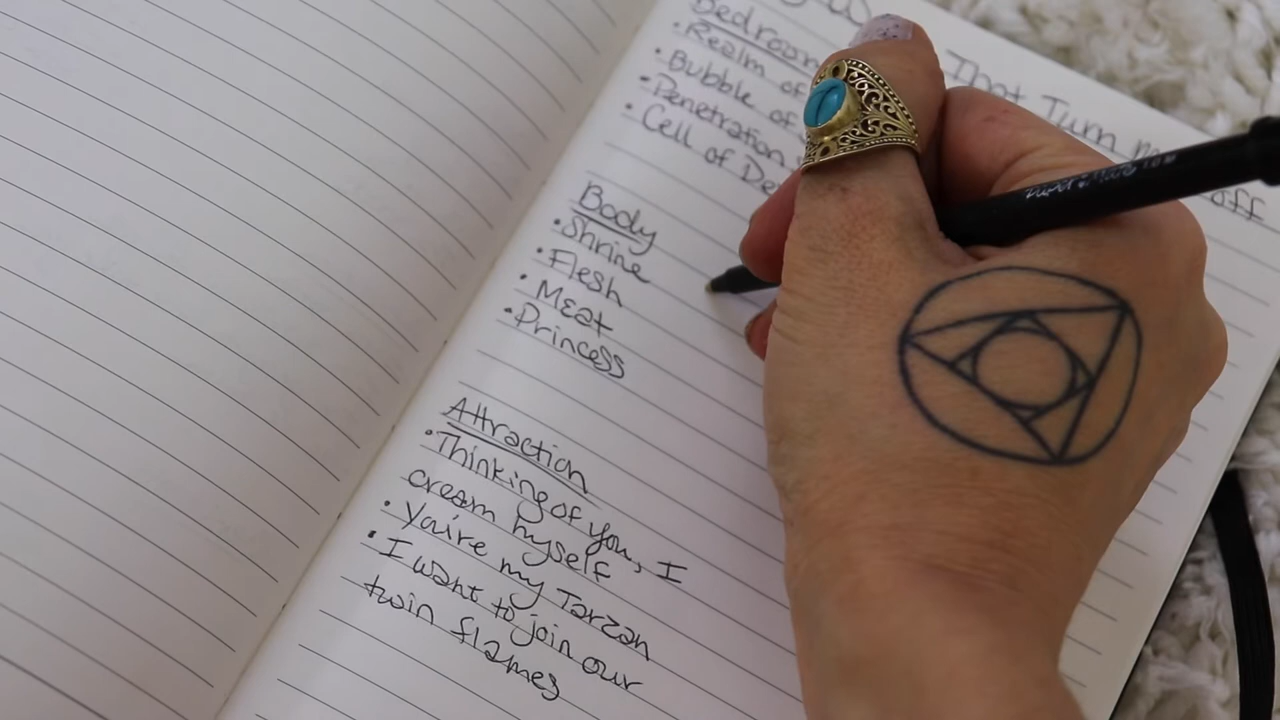 That Turn me off
Bedroom
• Realm of
• Bubble of
• Penetration
• Cell of
Body
• Shrine
• Flesh
• Meat
• Princess
Attraction
• Thinking of you, I
cream myself
• You're my Tarzan
• I want to join our
twin flames